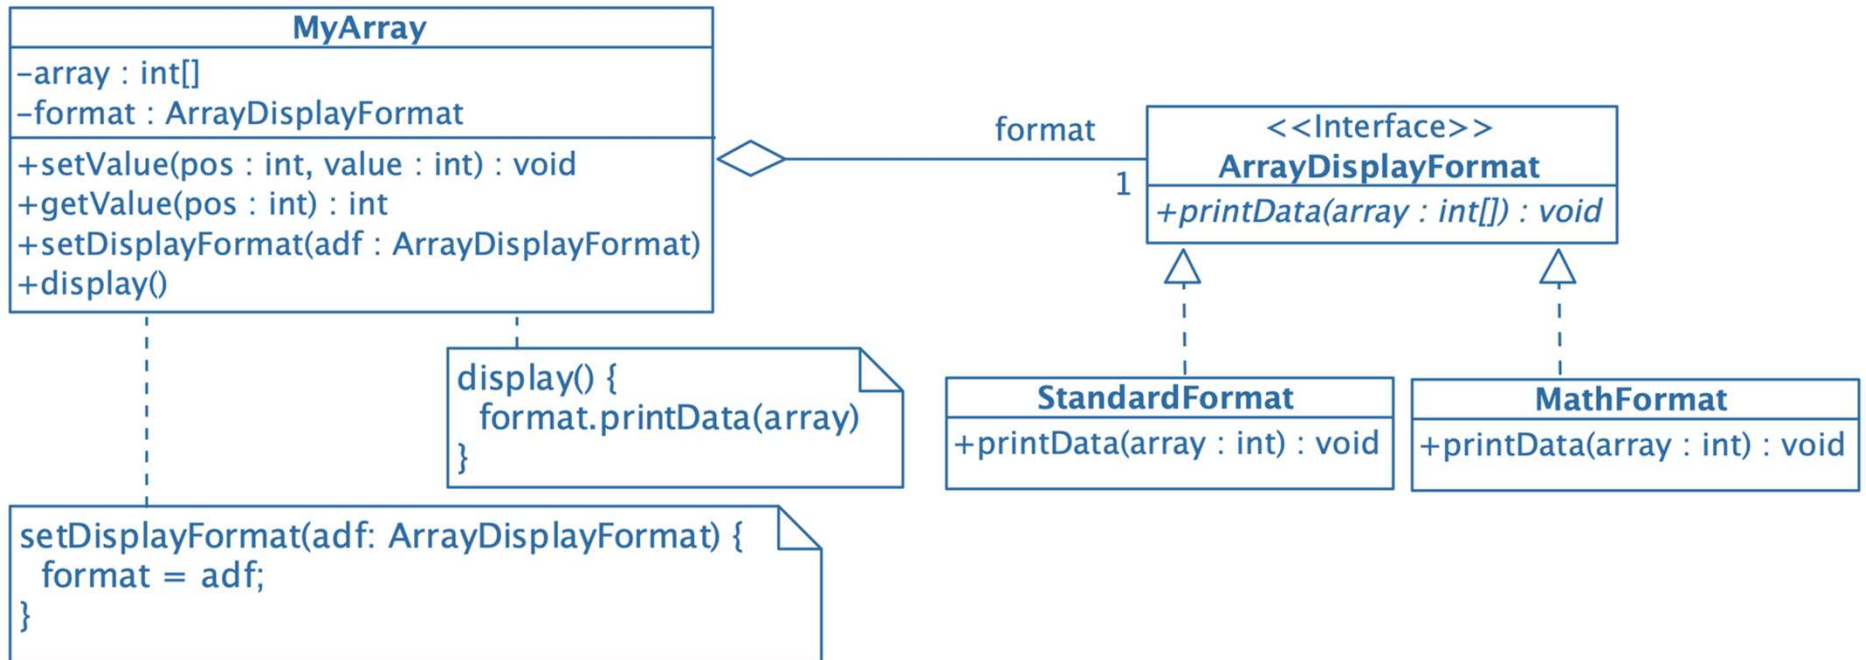 MyArray
-array : int[]
-format : ArrayDisplayFormat
+setValue(pos : int, value : int) : void
+getValue(pos : int) : int
+setDisplayFormat(adf : ArrayDisplayFormat)
+display()
format
1
<<Interface>>
ArrayDisplayFormat
+printData(array : int[]) : void
display() {
format.printData(array)
}
StandardFormat
+printData(array : int) : void
MathFormat
+printData(array : int) : void
setDisplayFormat(adf: ArrayDisplayFormat) {
format = adf;
}